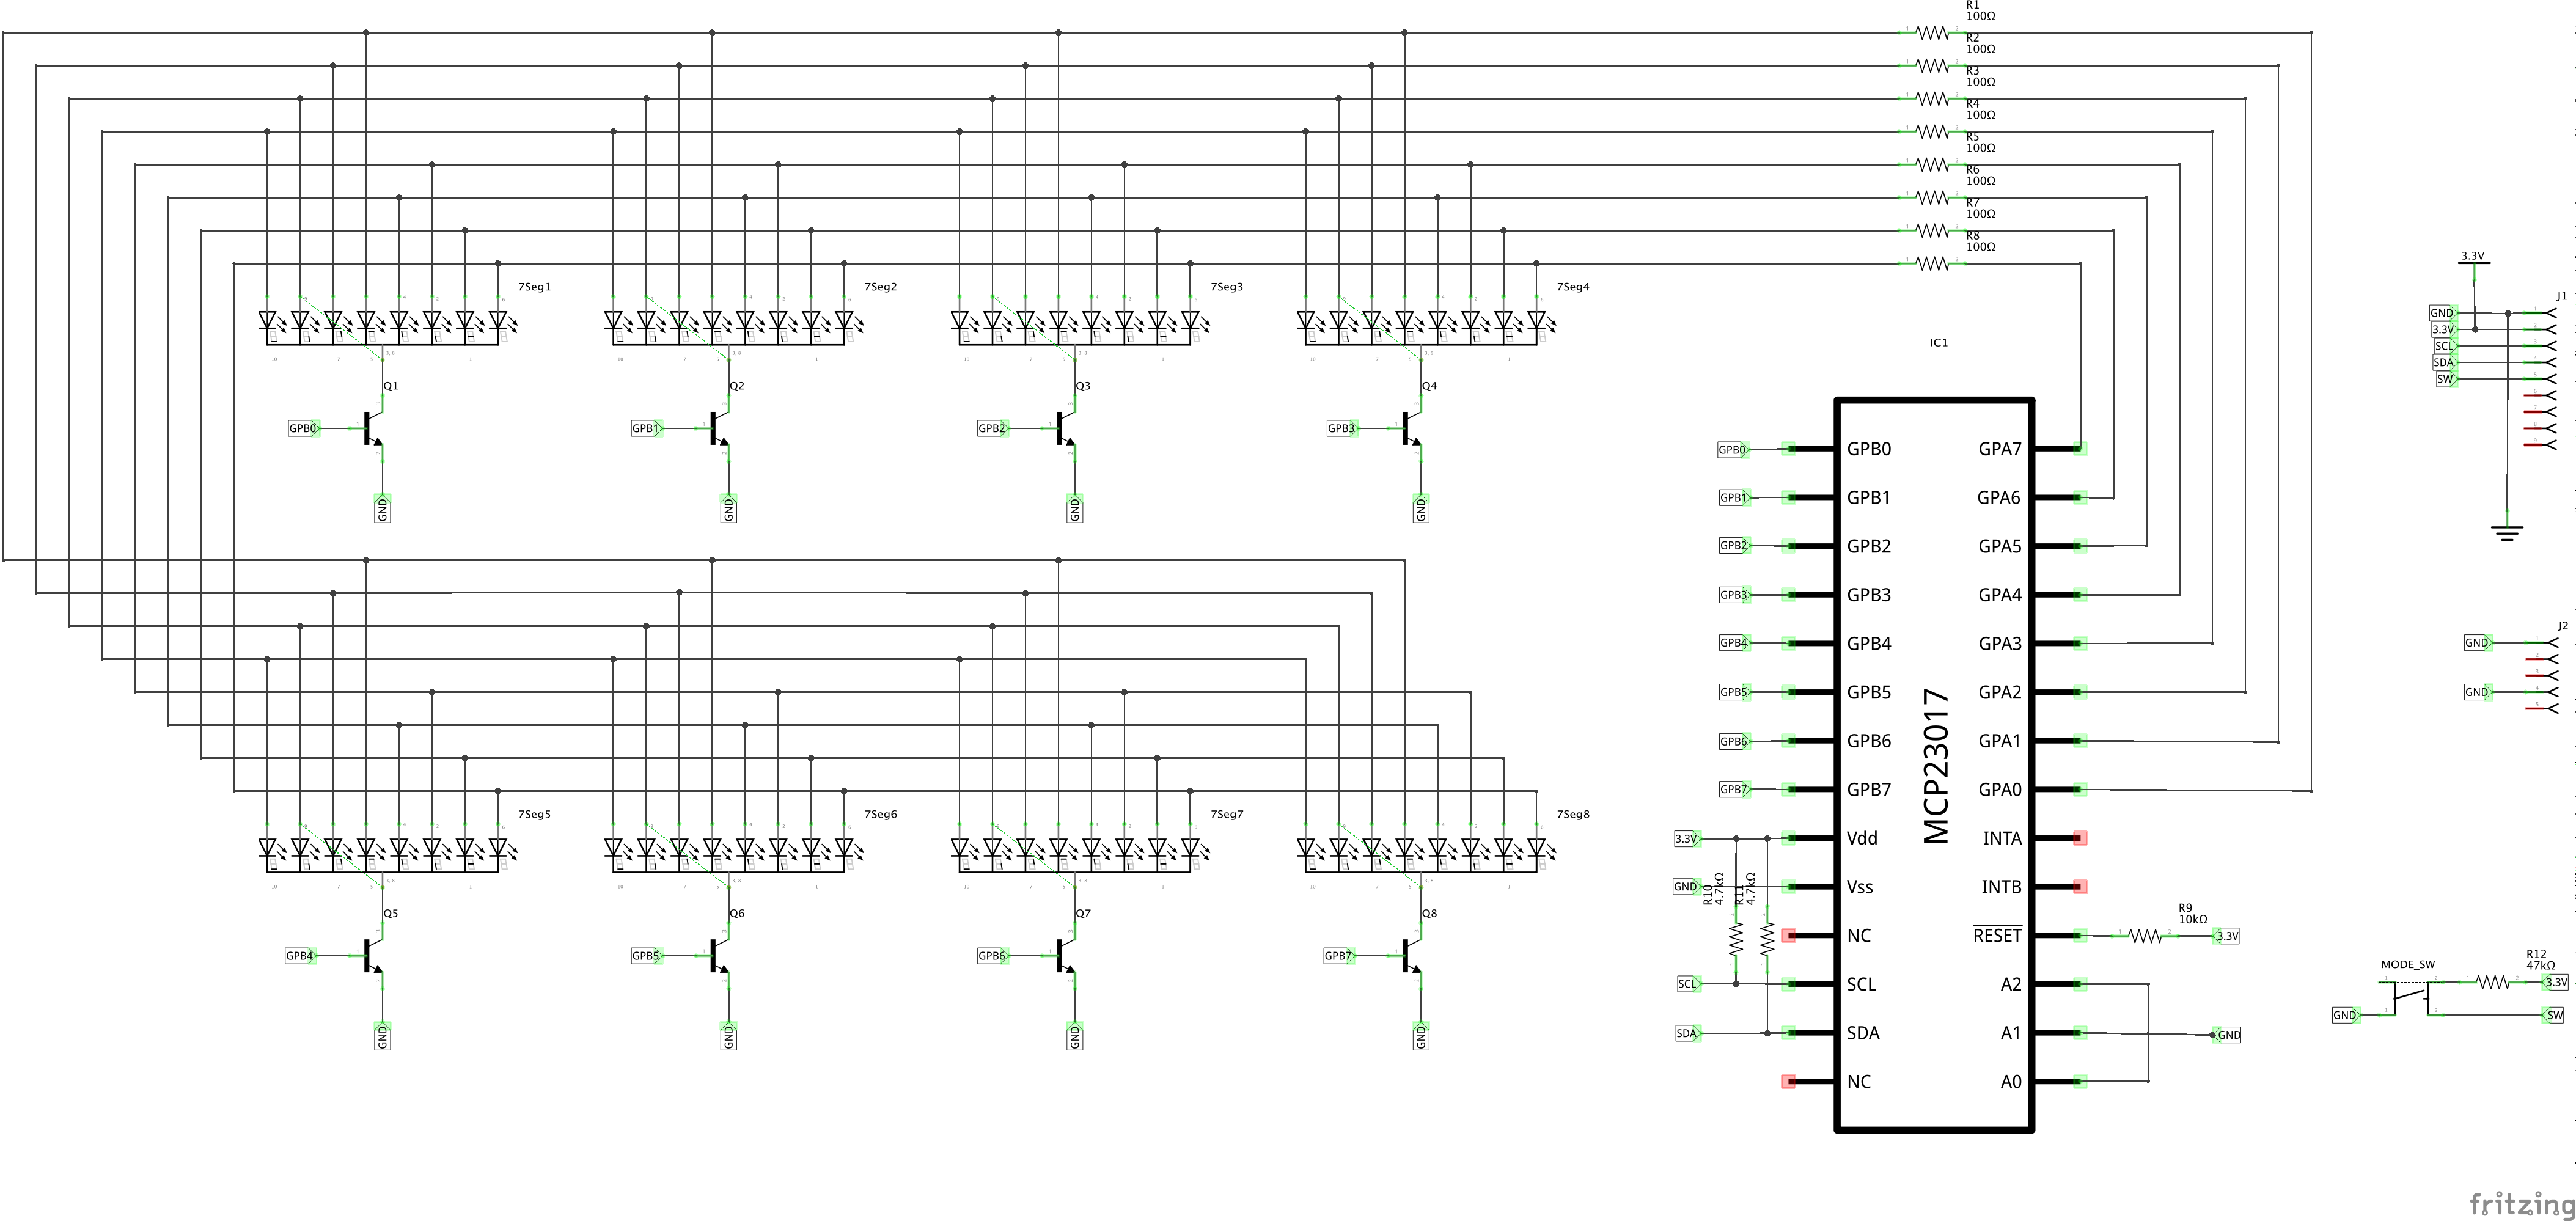 R1
100Ω
R2
100Ω
R3
100Ω
R4
100Ω
R5
100Ω
R6
100Ω
R7
100Ω
R8
100Ω
3.3V
J1
GND
3.3V
SCL
SDA
SW
7Seg1
7Seg2
7Seg3
7Seg4
IC1
Q1
Q2
Q3
Q4
GPB0
GPB1
GPB2
GPB3
GND
GND
GND
GND
GPB0
GPB1
GPB2
GPB3
GPB4
GPB5
GPB6
GPB7
3.3V
GND
SCL
SDA
R10
4.7kΩ
R11
4.7kΩ
GPB0
GPB1
GPB2
GPB3
GPB4
GPB5
GPB6
GPB7
Vdd
Vss
NC
SCL
SDA
NC
MCP23017
GPA7
GPA6
GPA5
GPA4
GPA3
GPA2
GPA1
GPA0
INTA
INTB
RESET
A2
A1
A0
R9
10kΩ
3.3V
GND
J2
GND
GND
7Seg5
7Seg6
7Seg7
7Seg8
Q5
Q6
Q7
Q8
GPB4
GPB5
GPB6
GPB7
GND
GND
GND
GND
MODE_SW
R12
47kΩ
3.3V
GND
SW
fritzing